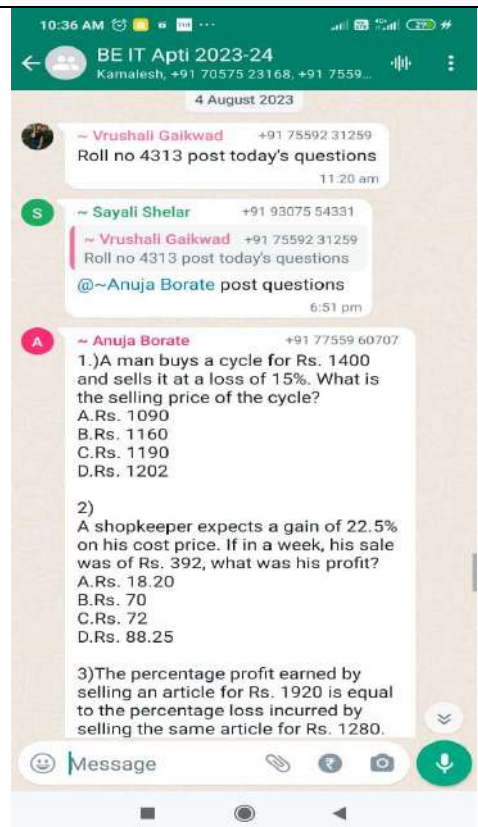 10:36 AM
BE IT Apti 2023-24
Kamalesh, +91 70575 23168, +91 7559...
4 August 2023
~ Vrushali Gaikwad +91 75592 31259
Roll no 4313 post today's questions
11:20 am
S ~ Sayali Shelar +91 93075 54331
~ Vrushali Gaikwad +91 75592 31259
Roll no 4313 post today's questions
@~Anuja Borate post questions
6:51 pm
A ~ Anuja Borate +91 77559 60707
1.)A man buys a cycle for Rs. 1400
and sells it at a loss of 15%. What is
the selling price of the cycle?
A.Rs. 1090
B.Rs. 1160
C.Rs. 1190
D.Rs. 1202
2)
A shopkeeper expects a gain of 22.5%
on his cost price. If in a week, his sale
was of Rs. 392, what was his profit?
A.Rs. 18.20
B.Rs. 70
C.Rs. 72
D.Rs. 88.25
3)The percentage profit earned by
selling an article for Rs. 1920 is equal
to the percentage loss incurred by
selling the same article for Rs. 1280.
Message